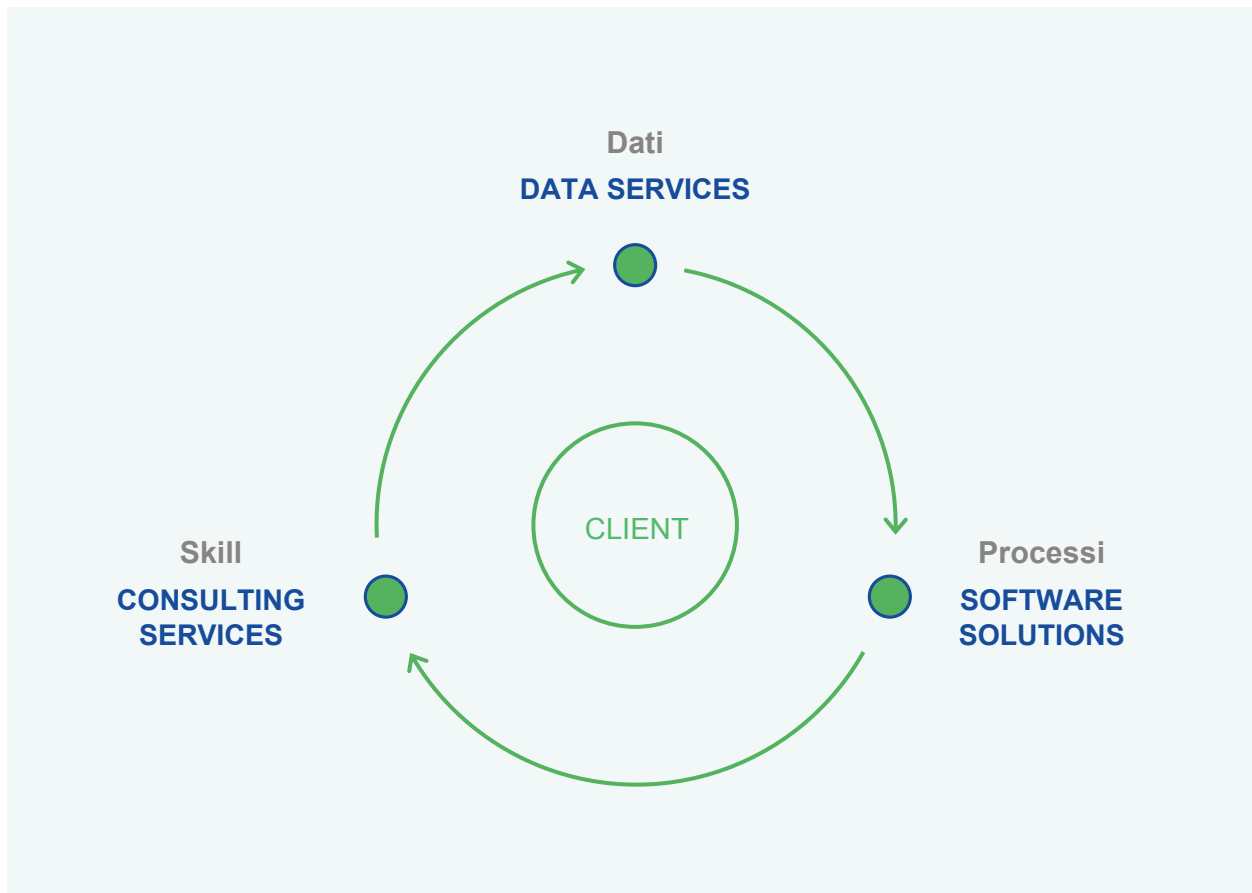 Dati
DATA SERVICES
CLIENT
Skill
CONSULTING
SERVICES
Processi
SOFTWARE
SOLUTIONS